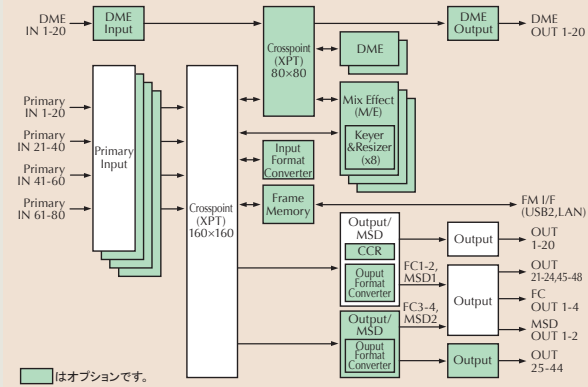 DME
IN 1-20
DME
Input
Crosspoint
(XPT)
80×80
DME
DME
Output
DME
OUT 1-20
Primary
IN 1-20
Primary
IN 21-40
Primary
IN 41-60
Primary
IN 61-80
Primary
Input
Crosspoint
(XPT)
160×160
Mix Effect
(M/E)
Keyer
&Resizer
(x8)
Input
Format
Converter
Frame
Memory
FM I/F
(USB2,LAN)
Output/
MSD
CCR
Ouput
Format
Converter
FC1-2,
MSD1
Output
OUT
1-20
Output/
MSD
Ouput
Format
Converter
FC3-4,
MSD2
Output
OUT
21-24,45-48
FC
OUT 1-4
MSD
OUT 1-2
Output
OUT
25-44
はオプションです。